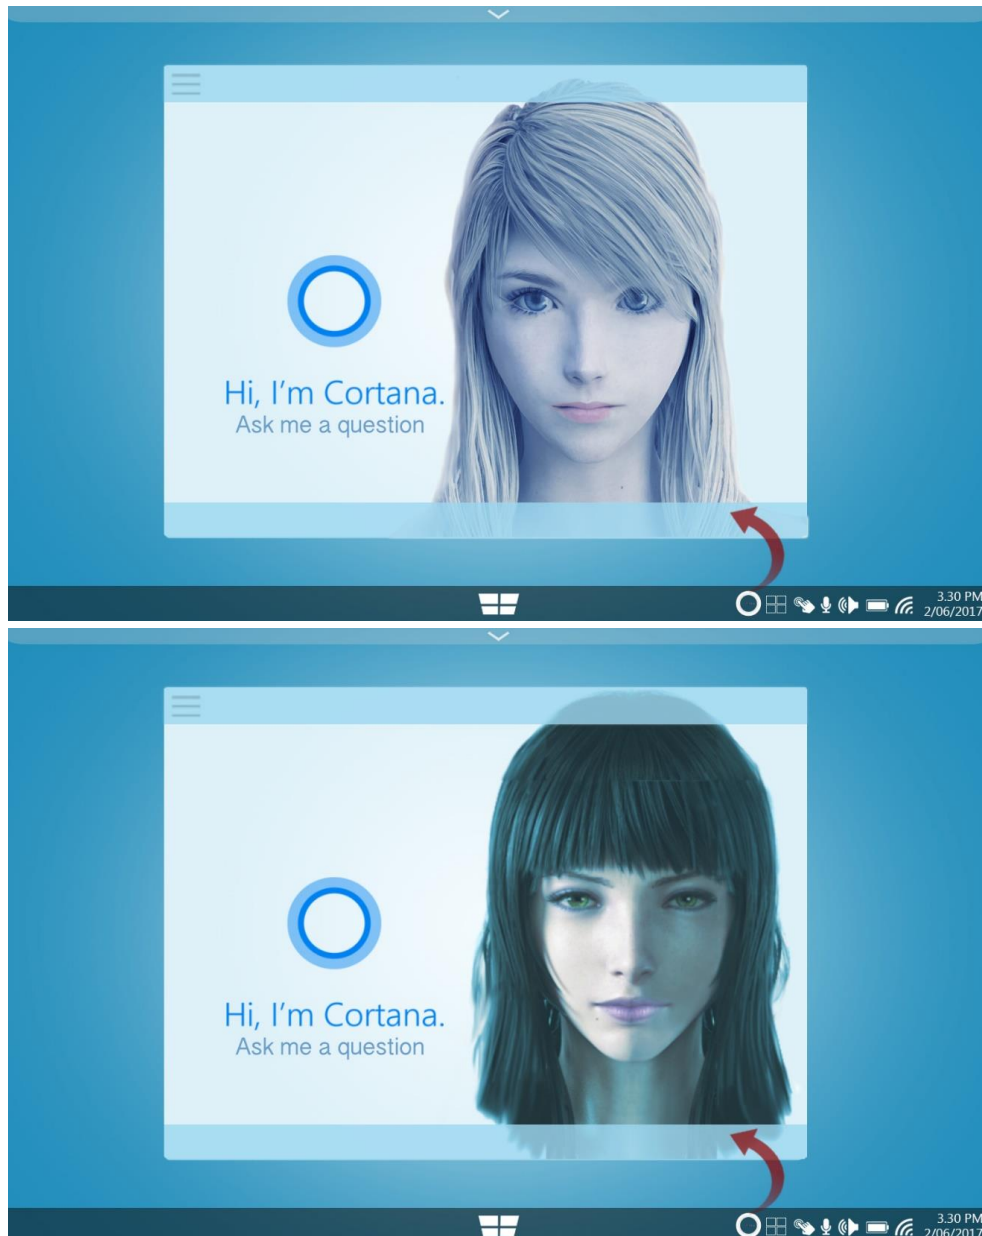 Hi, I'm Cortana.
Ask me a question
3.30 PM
2/06/2017
Hi, I'm Cortana.
Ask me a question
3.30 PM
2/06/2017